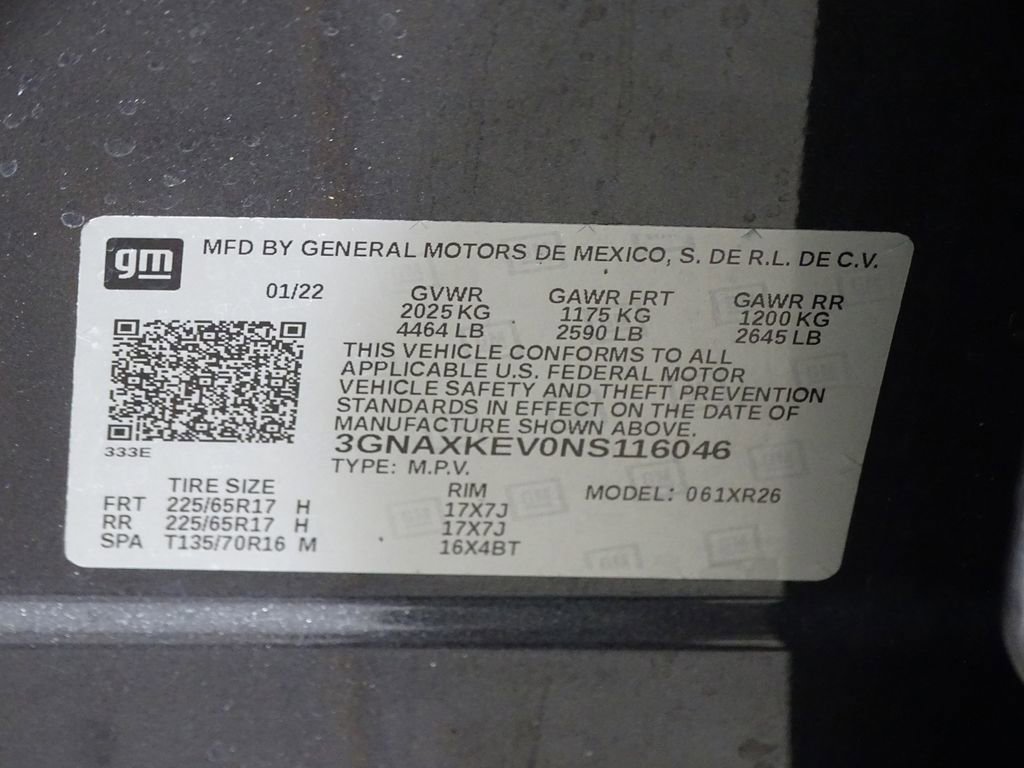 gm MFD BY GENERAL MOTORS DE MEXICO, S. DE R.L. DE C.V.
01/22 GVWR GAWR FRT GAWR RR
2025 KG 1175 KG 1200 KG
4464 LB 2590 LB 2645 LB
THIS VEHICLE CONFORMS TO ALL
APPLICABLE U.S. FEDERAL MOTOR
VEHICLE SAFETY AND THEFT PREVENTION
STANDARDS IN EFFECT ON THE DATE OF
MANUFACTURE SHOWN ABOVE.
333E 3GNAXKEV0NS116046
TYPE: M.P.V.
TIRE SIZE RIM MODEL: 061XR26
FRT 225/65R17 H 17X7J
RR 225/65R17 H 17X7J
SPA T135/70R16 M 16X4BT